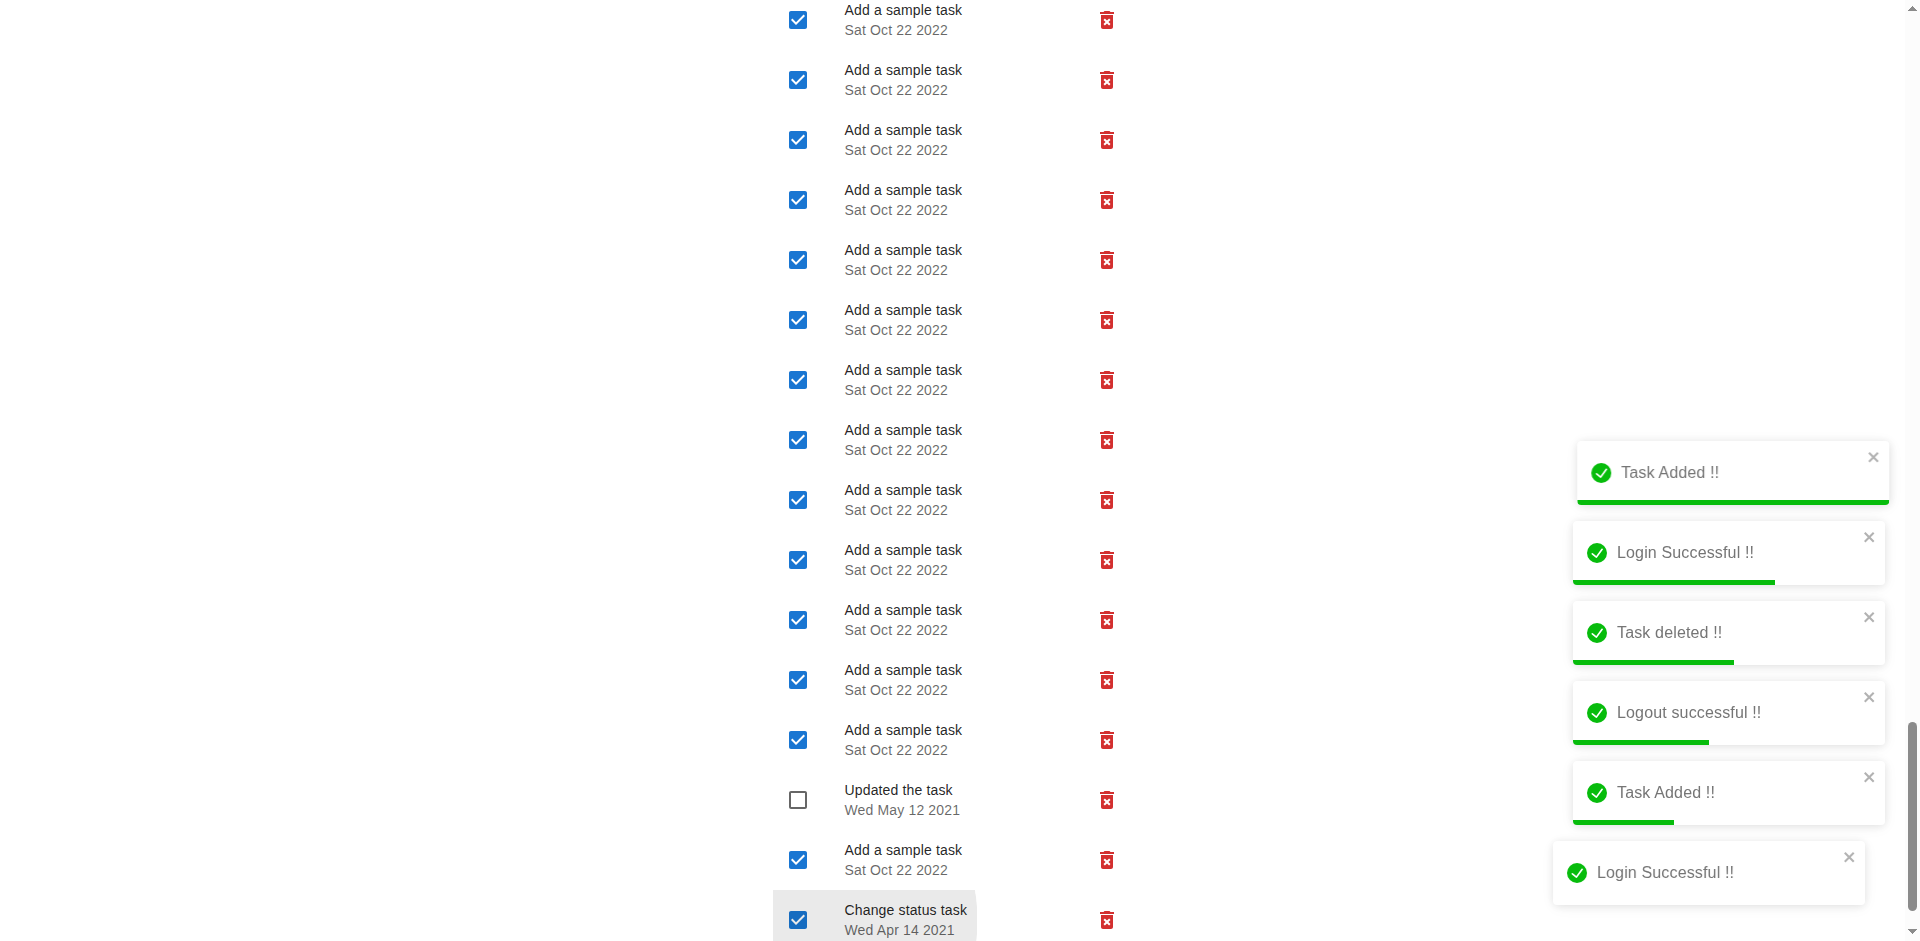 Add a sample task
Sat Oct 22 2022
Add a sample task
Sat Oct 22 2022
Add a sample task
Sat Oct 22 2022
Add a sample task
Sat Oct 22 2022
Add a sample task
Sat Oct 22 2022
Add a sample task
Sat Oct 22 2022
Add a sample task
Sat Oct 22 2022
Add a sample task
Sat Oct 22 2022
Add a sample task
Sat Oct 22 2022
Add a sample task
Sat Oct 22 2022
Add a sample task
Sat Oct 22 2022
Add a sample task
Sat Oct 22 2022
Add a sample task
Sat Oct 22 2022
Updated the task
Wed May 12 2021
Add a sample task
Sat Oct 22 2022
Change status task
Wed Apr 14 2021
Task Added !!
Login Successful !!
Task deleted !!
Logout successful !!
Task Added !!
Login Successful !!